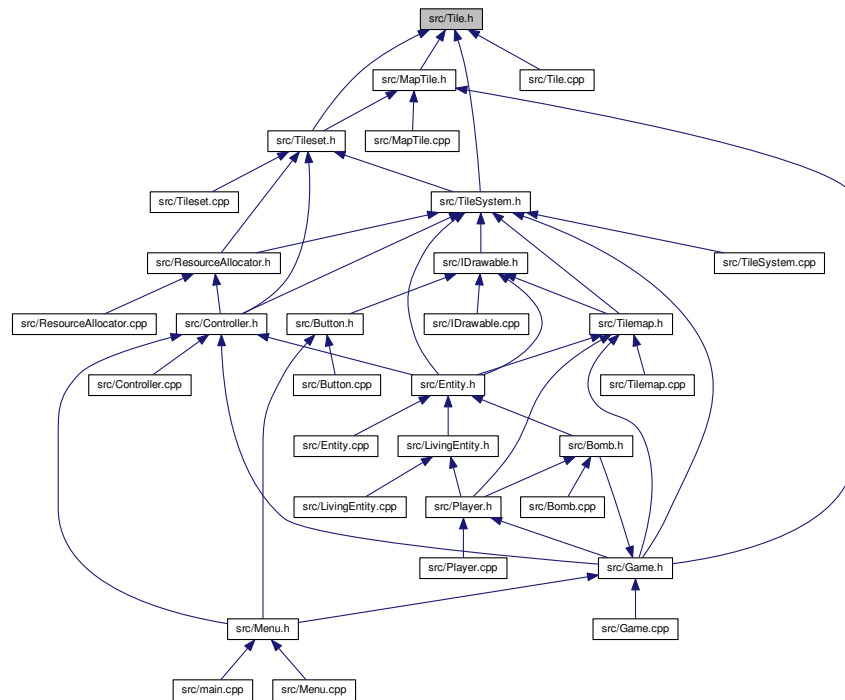 src/Tile.h
src/MapTile.h
src/Tile.cpp
src/Tileset.h
src/MapTile.cpp
src/Tileset.cpp
src/TileSystem.h
src/ResourceAllocator.h
src/IDrawable.h
src/TileSystem.cpp
src/ResourceAllocator.cpp
src/Controller.h
src/Button.h
src/IDrawable.cpp
src/Tilemap.h
src/Controller.cpp
src/Button.cpp
src/Entity.h
src/Tilemap.cpp
src/Entity.cpp
src/LivingEntity.h
src/Bomb.h
src/LivingEntity.cpp
src/Player.h
src/Bomb.cpp
src/Player.cpp
src/Game.h
src/Menu.h
src/Game.cpp
src/main.cpp
src/Menu.cpp